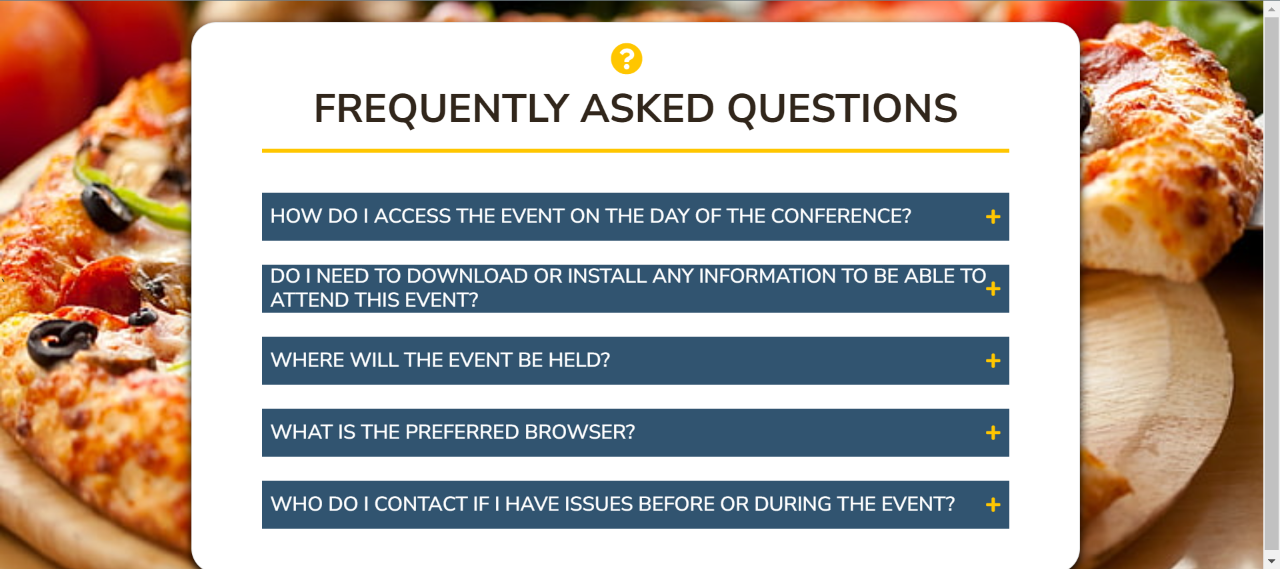 ?
FREQUENTLY ASKED QUESTIONS
HOW DO I ACCESS THE EVENT ON THE DAY OF THE CONFERENCE? +
DO I NEED TO DOWNLOAD OR INSTALL ANY INFORMATION TO BE ABLE TO
ATTEND THIS EVENT? +
WHERE WILL THE EVENT BE HELD? +
WHAT IS THE PREFERRED BROWSER? +
WHO DO I CONTACT IF I HAVE ISSUES BEFORE OR DURING THE EVENT? +